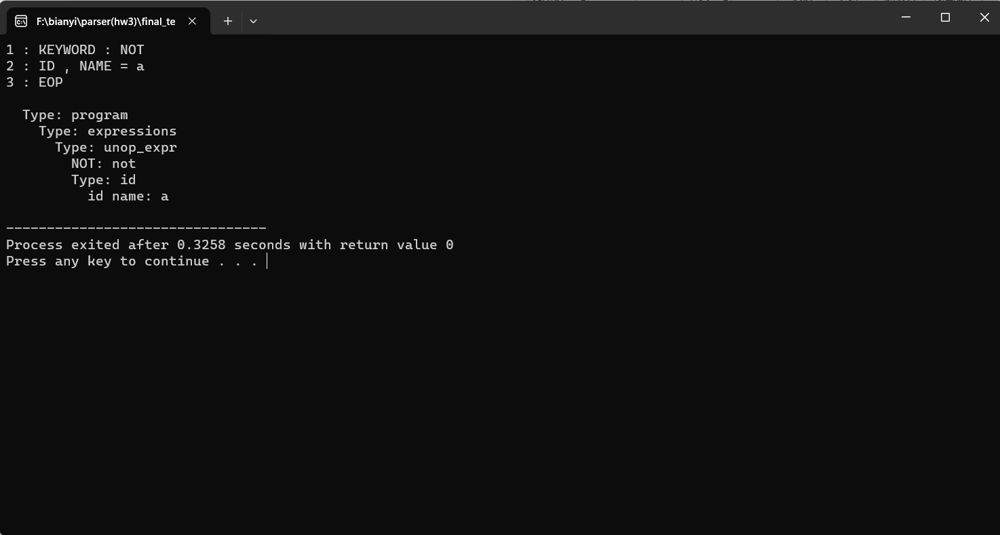 F:\bianyi\parser(hw3)\final_te
1 : KEYWORD : NOT
2 : ID , NAME = a
3 : EOP
Type: program
Type: expressions
Type: unop_expr
NOT: not
Type: id
id name: a
--------------------------------
Process exited after 0.3258 seconds with return value 0
Press any key to continue . . .